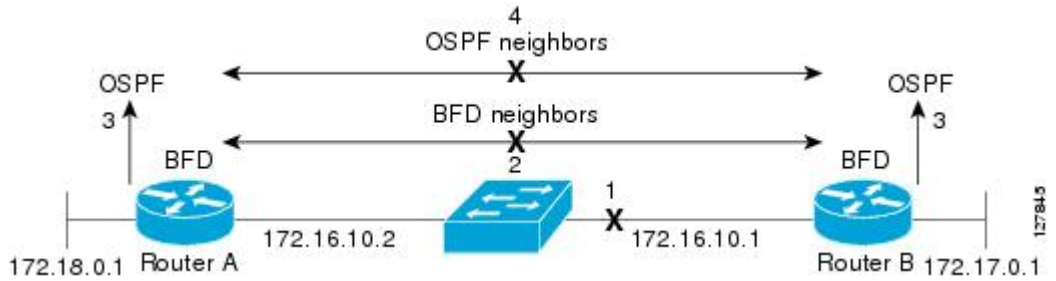 4
OSPF neighbors
X
OSPF
OSPF
3
BFD neighbors
3
X
BFD
2
BFD
1
X
172.16.10.2
172.16.10.1
172.18.0.1
Router A
Router B
172.17.0.1
127845